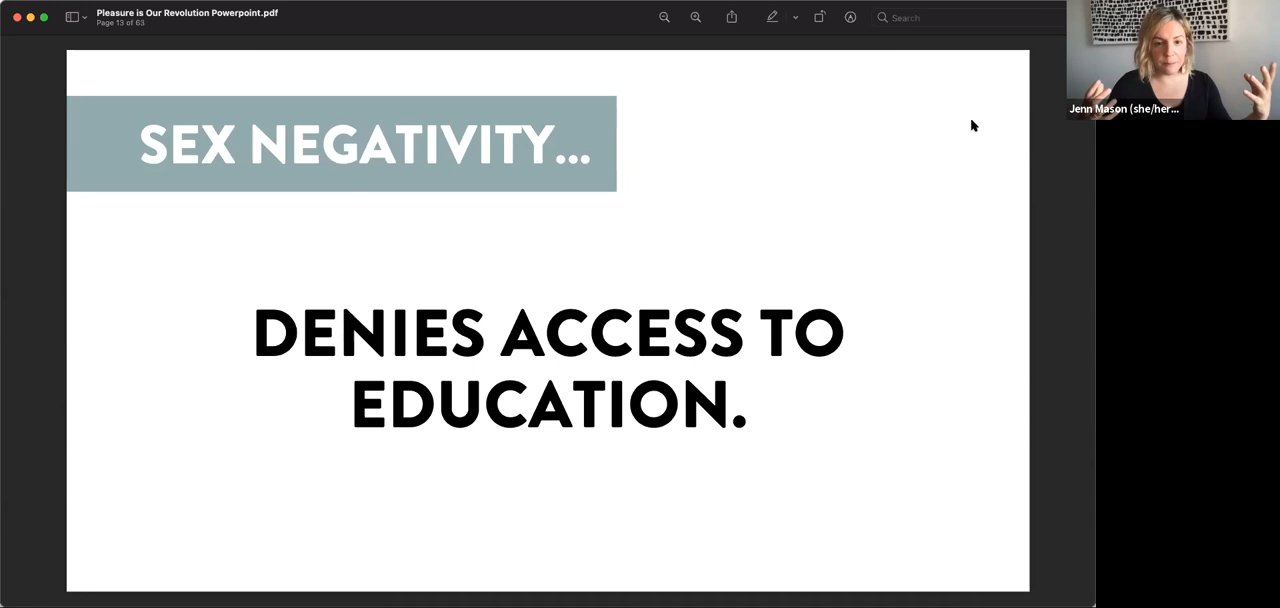 Pleasure is Our Revolution Powerpoint.pdf
Page 13 of 63
Search
Jenn Mason (she/her...
SEX NEGATIVITY...
DENIES ACCESS TO
EDUCATION.